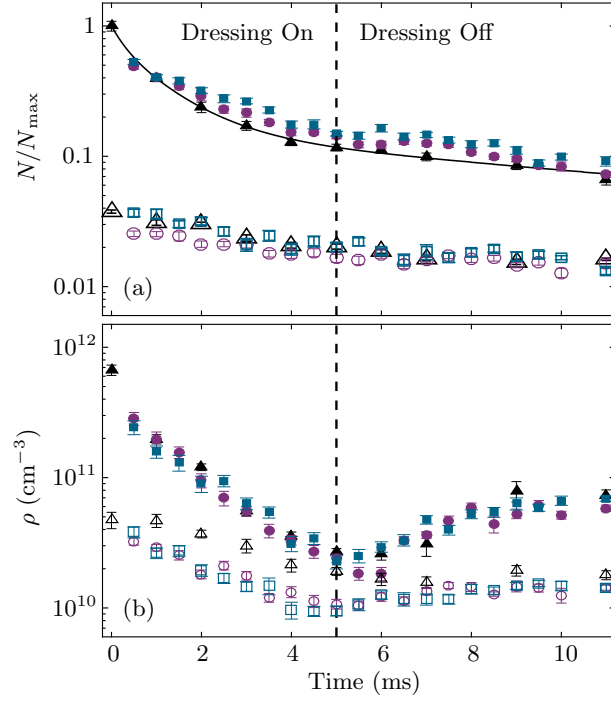 Dressing On Dressing Off
1
0.1
0.01
N/N_max
(a)
10^12
10^11
10^10
ρ (cm^−3)
(b)
0 2 4 6 8 10
Time (ms)